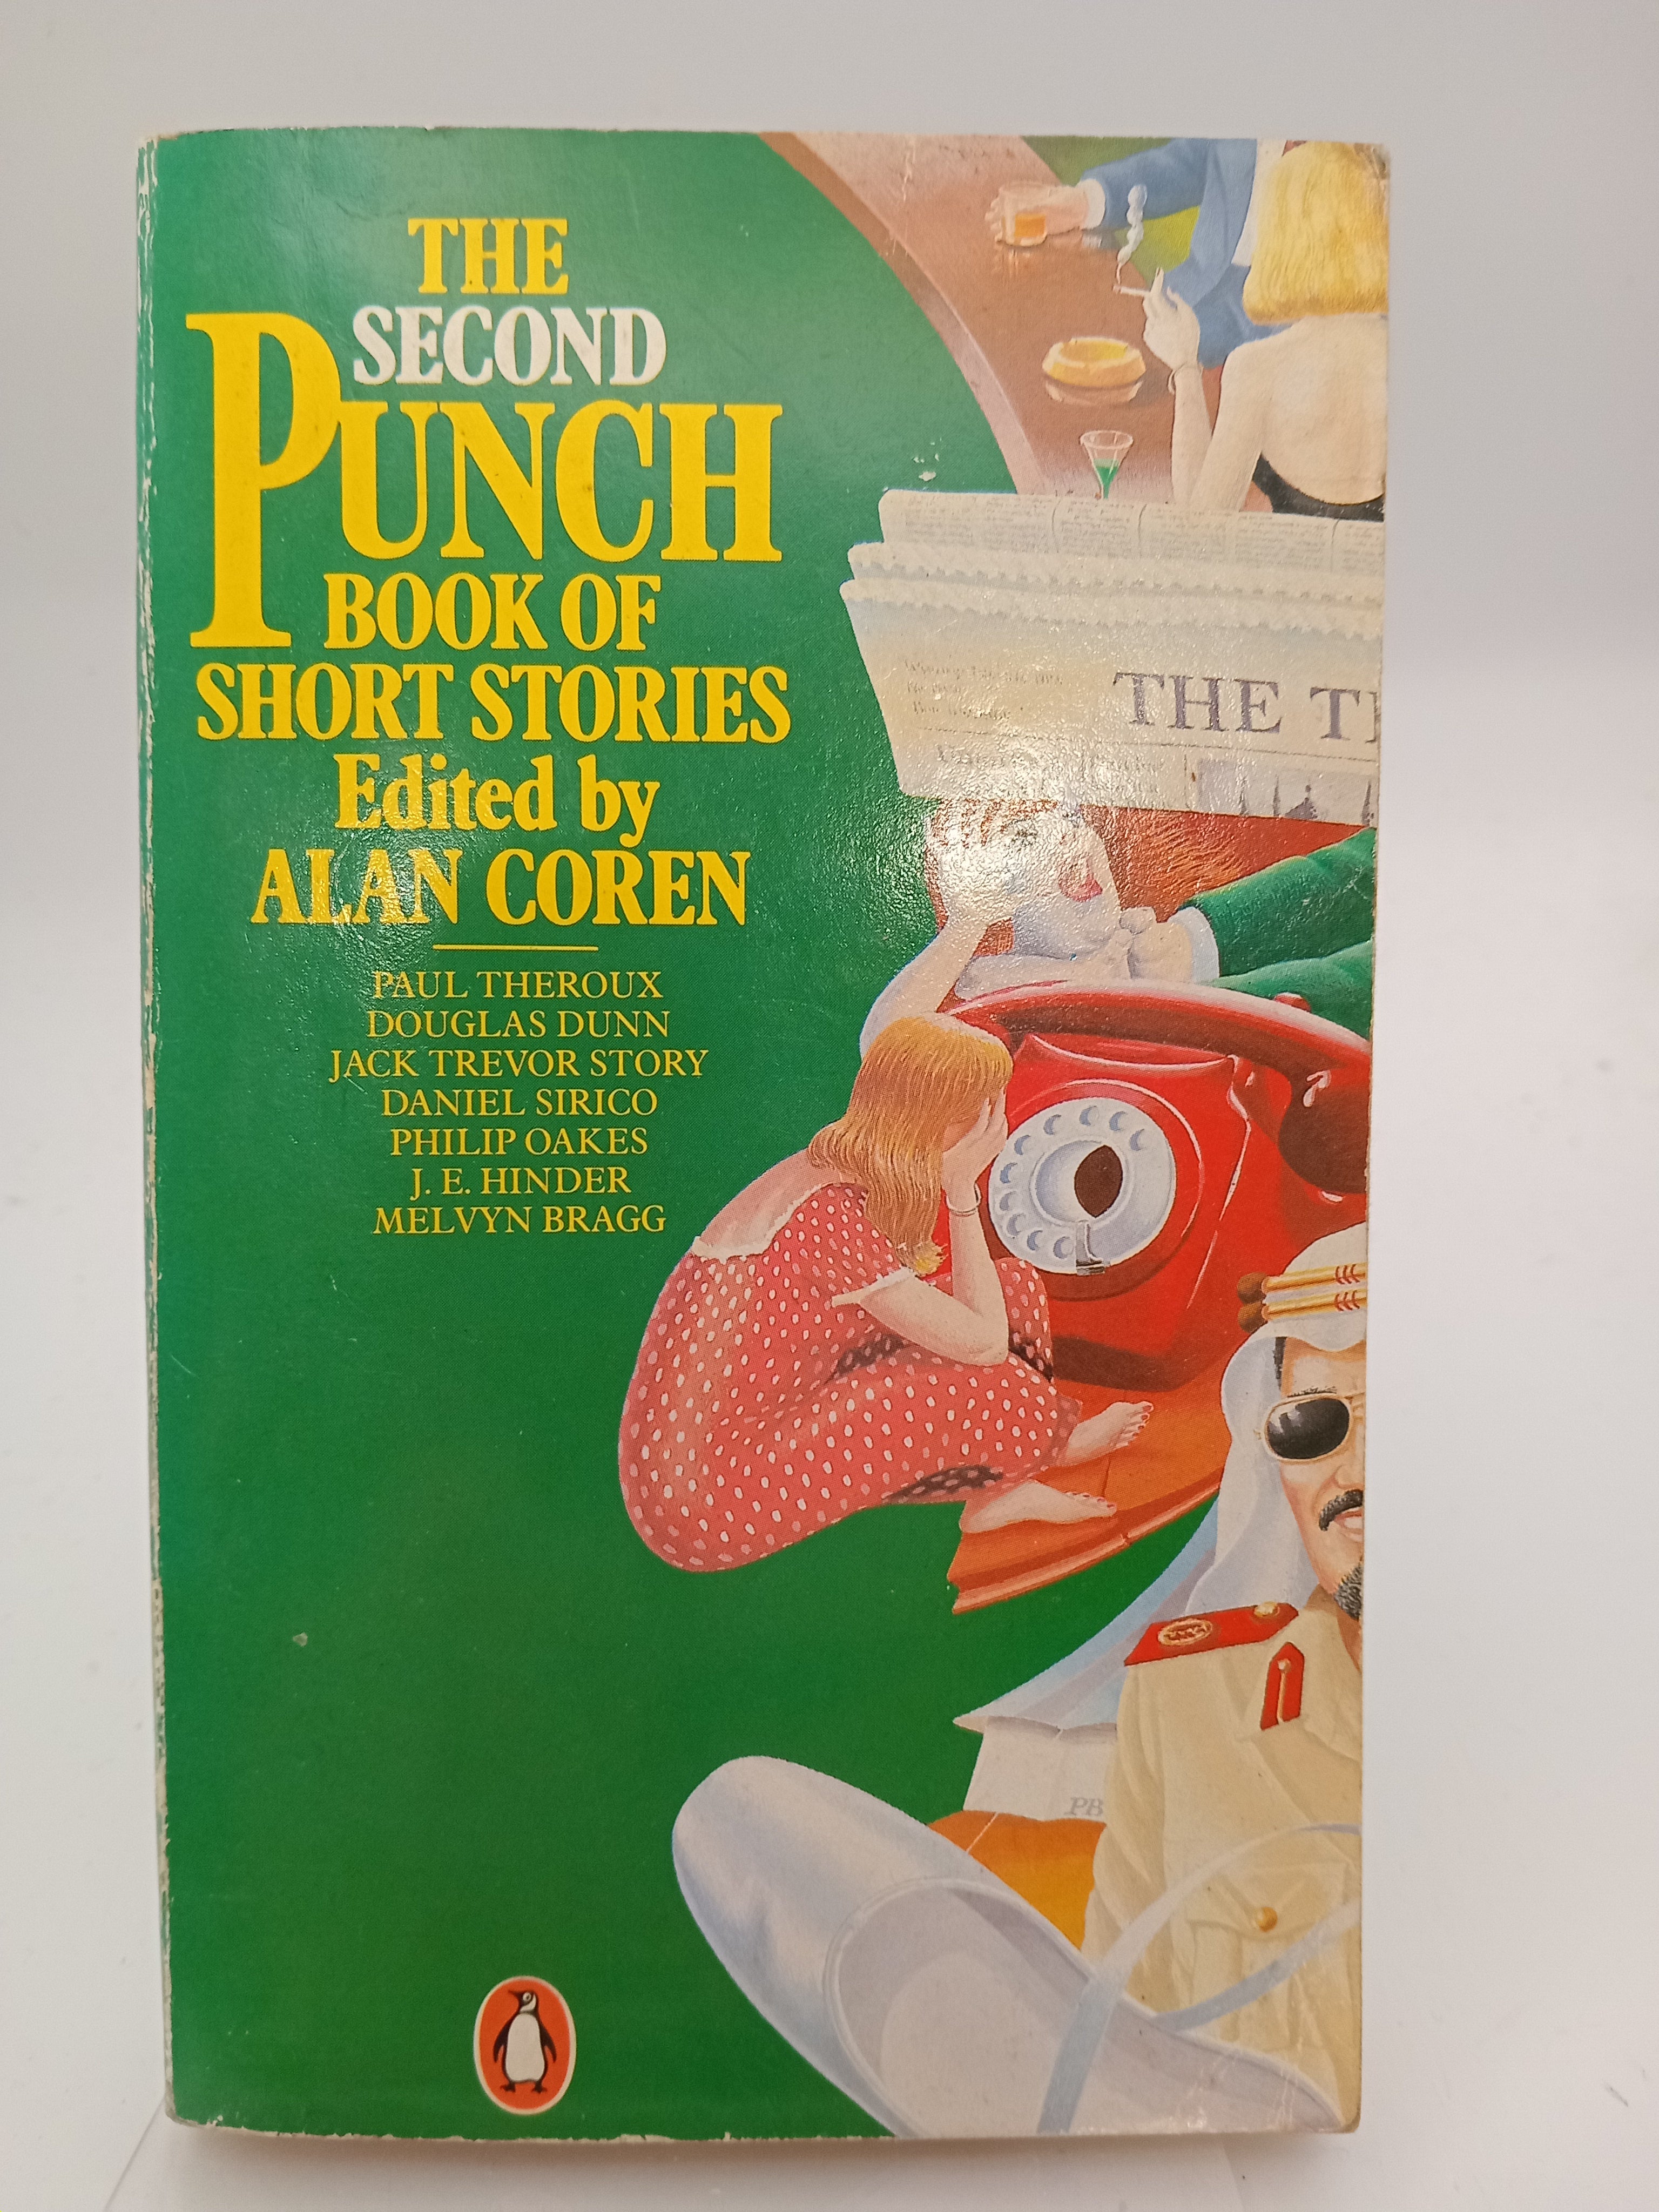 THE
SECOND
PUNCH
BOOK OF
SHORT STORIES
Edited by
ALAN COREN
PAUL THEROUX
DOUGLAS DUNN
JACK TREVOR STORY
DANIEL SIRICO
PHILIP OAKES
J. E. HINDER
MELVYN BRAGG
THE TI
PB